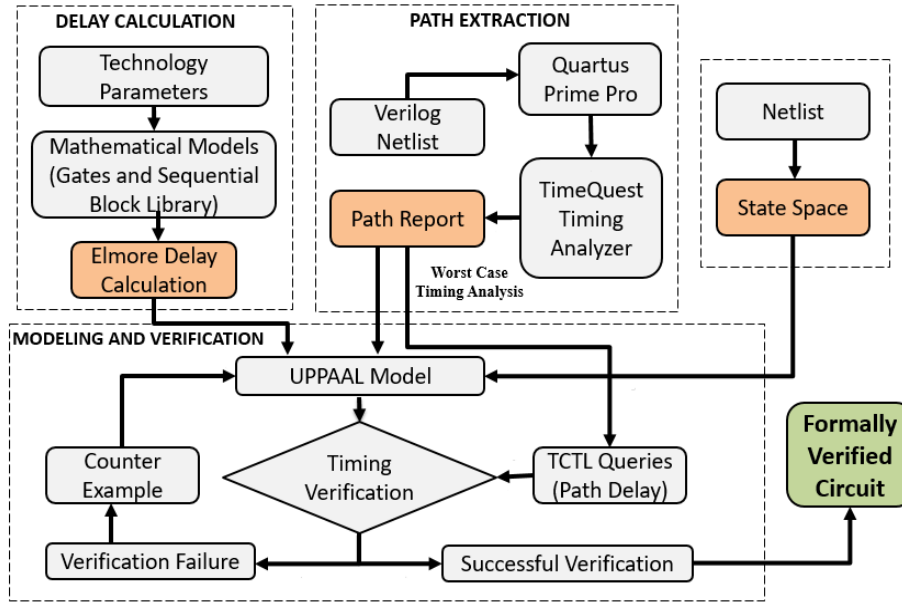 DELAY CALCULATION
Technology
Parameters
Mathematical Models
(Gates and Sequential
Block Library)
Elmore Delay
Calculation
PATH EXTRACTION
Quartus
Prime Pro
Verilog
Netlist
TimeQuest
Timing
Analyzer
Path Report
Worst Case
Timing Analysis
Netlist
State Space
MODELING AND VERIFICATION
UPPAAL Model
Timing
Verification
Counter
Example
TCTL Queries
(Path Delay)
Verification Failure
Successful Verification
Formally
Verified
Circuit